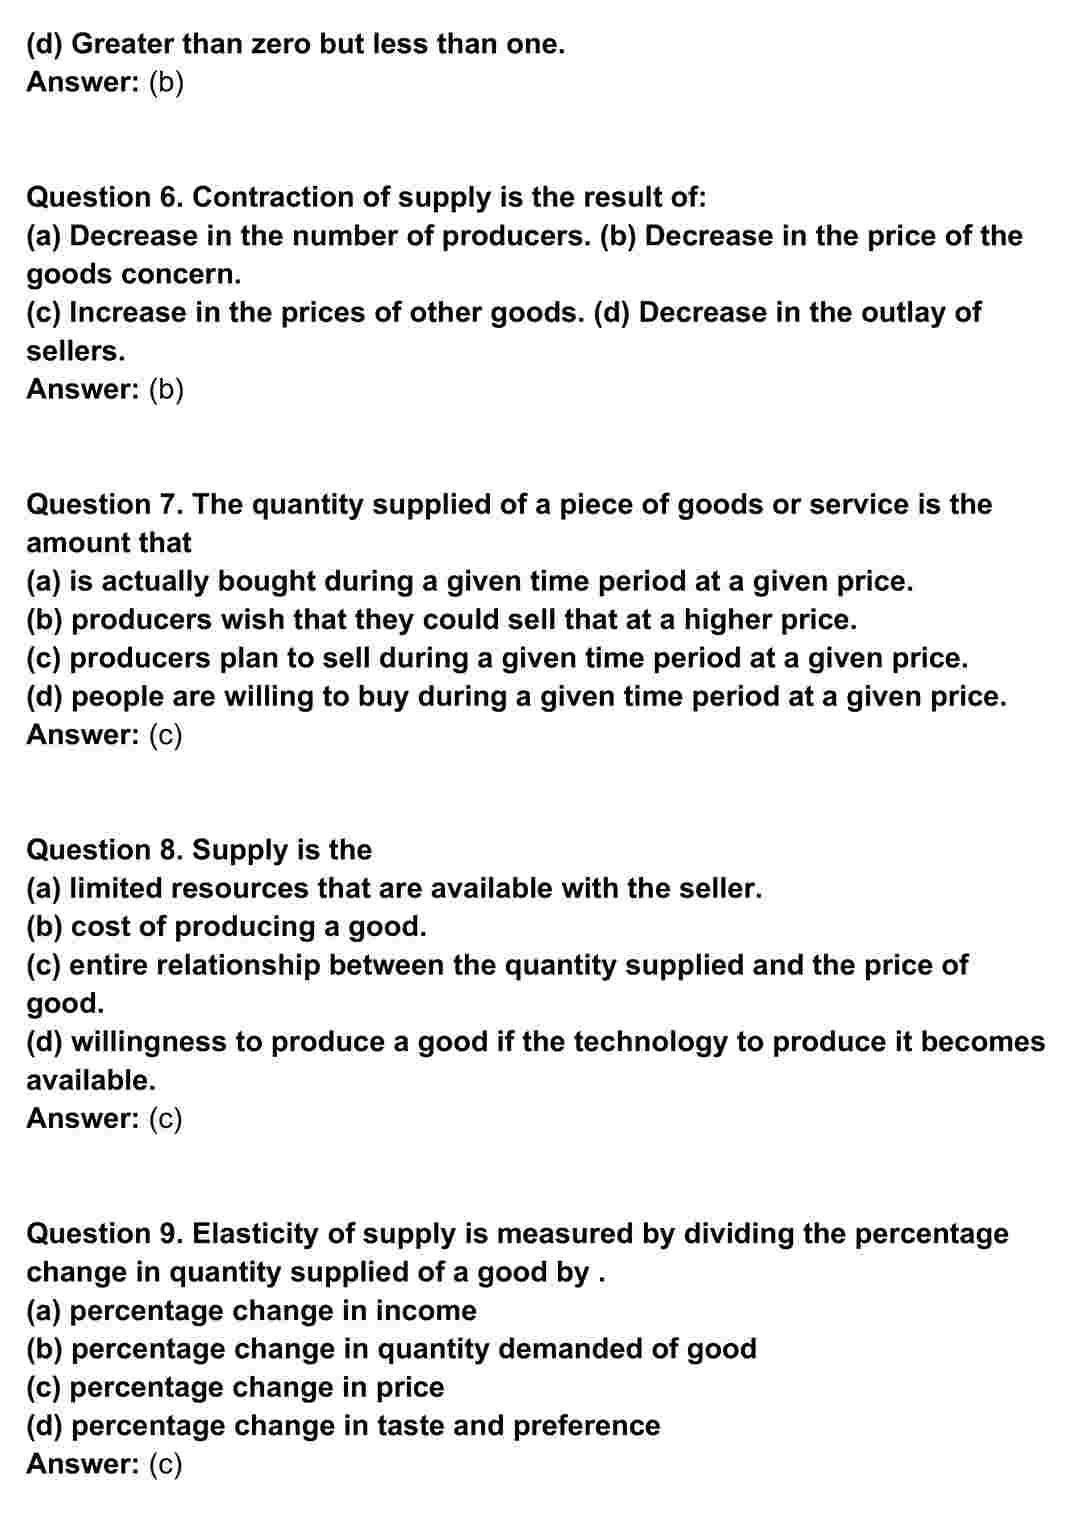 (d) Greater than zero but less than one.
Answer: (b)
Question 6. Contraction of supply is the result of:
(a) Decrease in the number of producers. (b) Decrease in the price of the
goods concern.
(c) Increase in the prices of other goods. (d) Decrease in the outlay of
sellers.
Answer: (b)
Question 7. The quantity supplied of a piece of goods or service is the
amount that
(a) is actually bought during a given time period at a given price.
(b) producers wish that they could sell that at a higher price.
(c) producers plan to sell during a given time period at a given price.
(d) people are willing to buy during a given time period at a given price.
Answer: (c)
Question 8. Supply is the
(a) limited resources that are available with the seller.
(b) cost of producing a good.
(c) entire relationship between the quantity supplied and the price of
good.
(d) willingness to produce a good if the technology to produce it becomes
available.
Answer: (c)
Question 9. Elasticity of supply is measured by dividing the percentage
change in quantity supplied of a good by .
(a) percentage change in income
(b) percentage change in quantity demanded of good
(c) percentage change in price
(d) percentage change in taste and preference
Answer: (c)